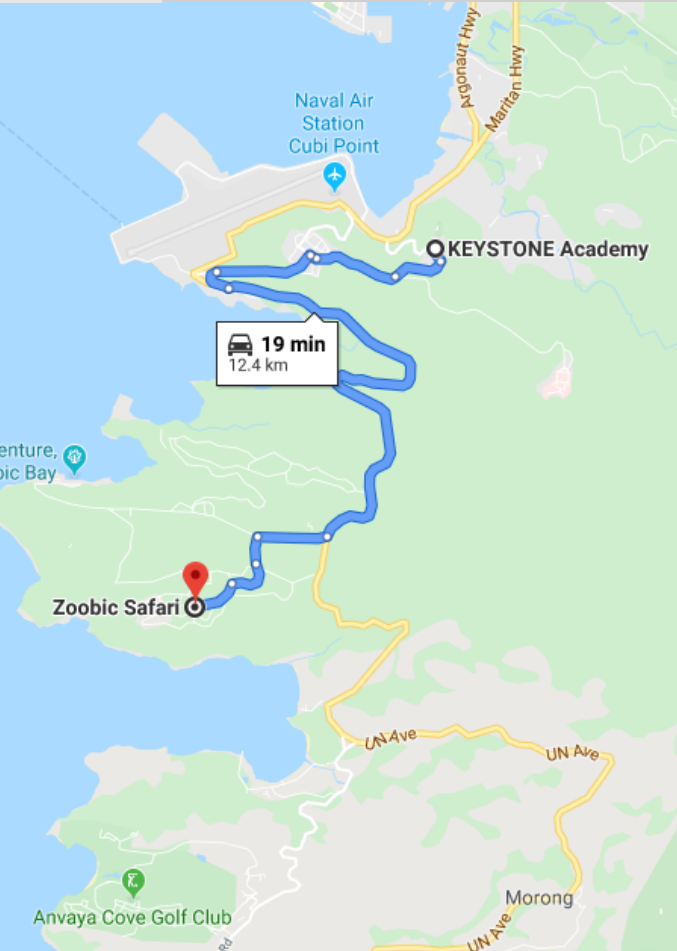 Argonaut Hwy
Maritan Hwy
Naval Air
Station
Cubi Point
KEYSTONE Academy
19 min
12.4 km
enture,
bic Bay
Zoobic Safari
UN Ave
UN Ave
Morong
Anvaya Cove Golf Club
UN Ave
Rd